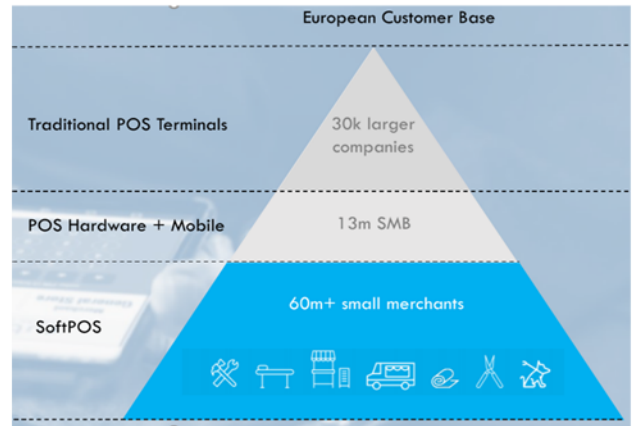 European Customer Base
Traditional POS Terminals
30k larger
companies
POS Hardware + Mobile
13m SMB
60m+ small merchants
SoftPOS